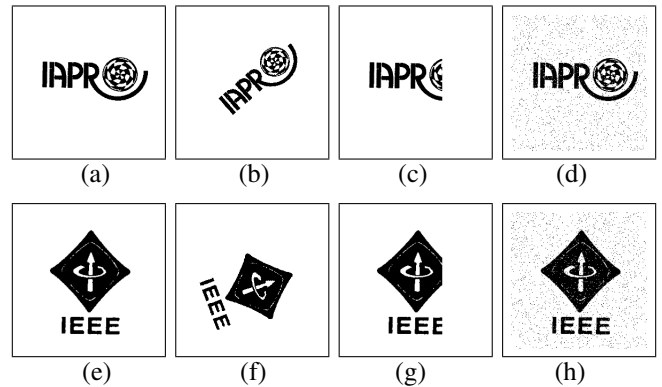 IAPR IAPR IAPR IAPR
(a) (b) (c) (d)
IEEE IEEE IEEE IEEE
(e) (f) (g) (h)